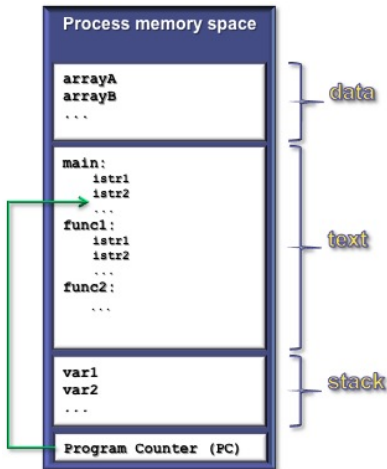 Process memory space
arrayA
arrayB
...
data
main:
istr1
istr2
...
func1:
istr1
istr2
...
func2:
...
text
var1
var2
...
stack
Program Counter (PC)